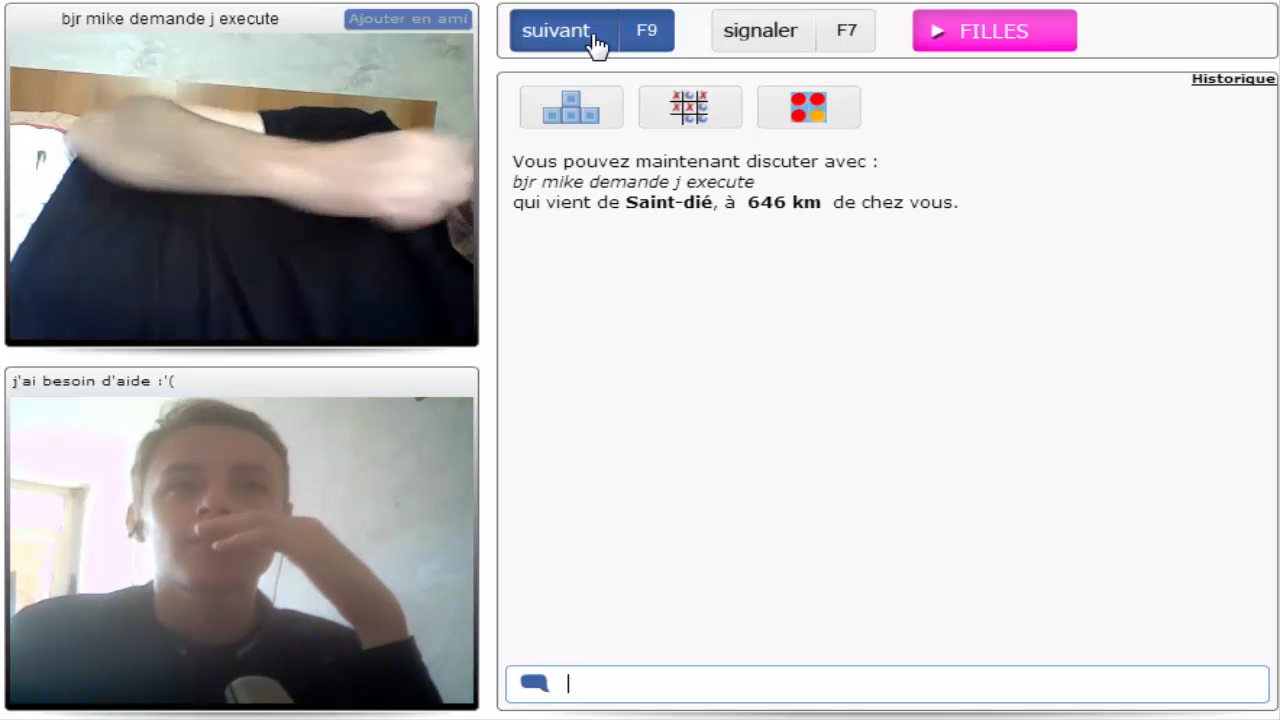 bjr mike demande j execute
Ajouter en ami
suivant F9
signaler F7
FILLES
Historique
Vous pouvez maintenant discuter avec :
bjr mike demande j execute
qui vient de Saint-dié, à 646 km de chez vous.
j'ai besoin d'aide :'(